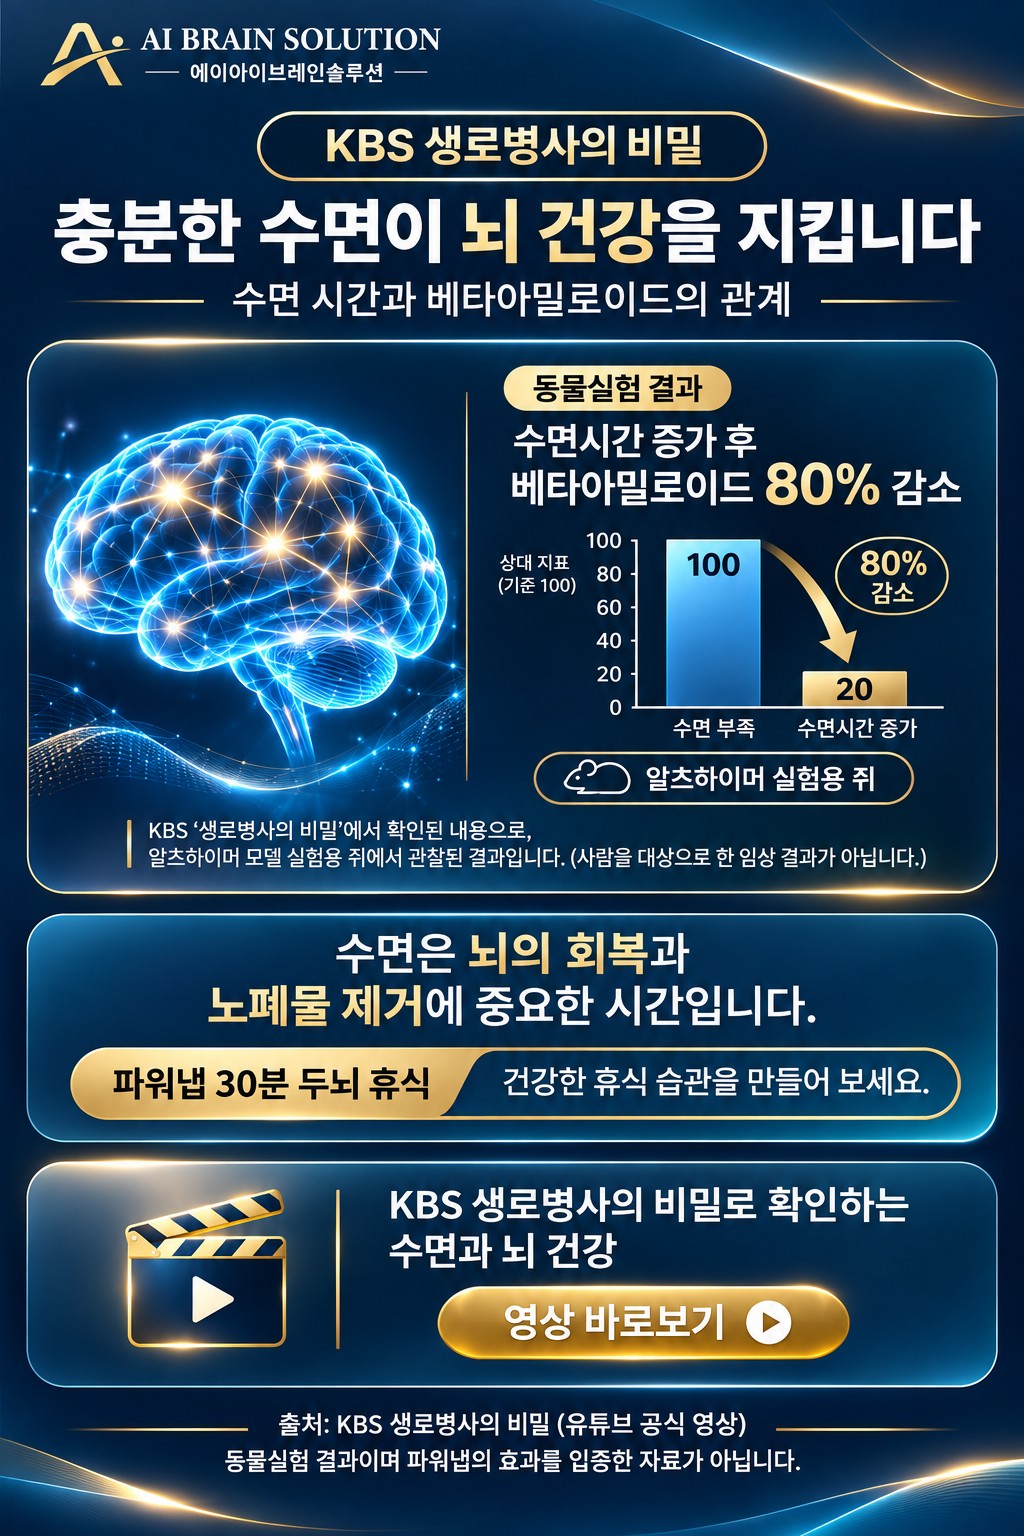 AI BRAIN SOLUTION
에이아이브레인솔루션
KBS 생로병사의 비밀
충분한 수면이 뇌 건강을 지킵니다
수면 시간과 베타아밀로이드의 관계
동물실험 결과
수면시간 증가 후
베타아밀로이드 80% 감소
상대 지표
(기준 100)
100
80
60
40
20
0
100
20
80%
감소
수면 부족
수면시간 증가
알츠하이머 실험용 쥐
KBS ‘생로병사의 비밀’에서 확인된 내용으로,
알츠하이머 모델 실험용 쥐에서 관찰된 결과입니다. (사람을 대상으로 한 임상 결과가 아닙니다.)
수면은 뇌의 회복과
노폐물 제거에 중요한 시간입니다.
파워냅 30분 두뇌 휴식
건강한 휴식 습관을 만들어 보세요.
KBS 생로병사의 비밀로 확인하는
수면과 뇌 건강
영상 바로보기
출처: KBS 생로병사의 비밀 (유튜브 공식 영상)
동물실험 결과이며 파워냅의 효과를 입증한 자료가 아닙니다.